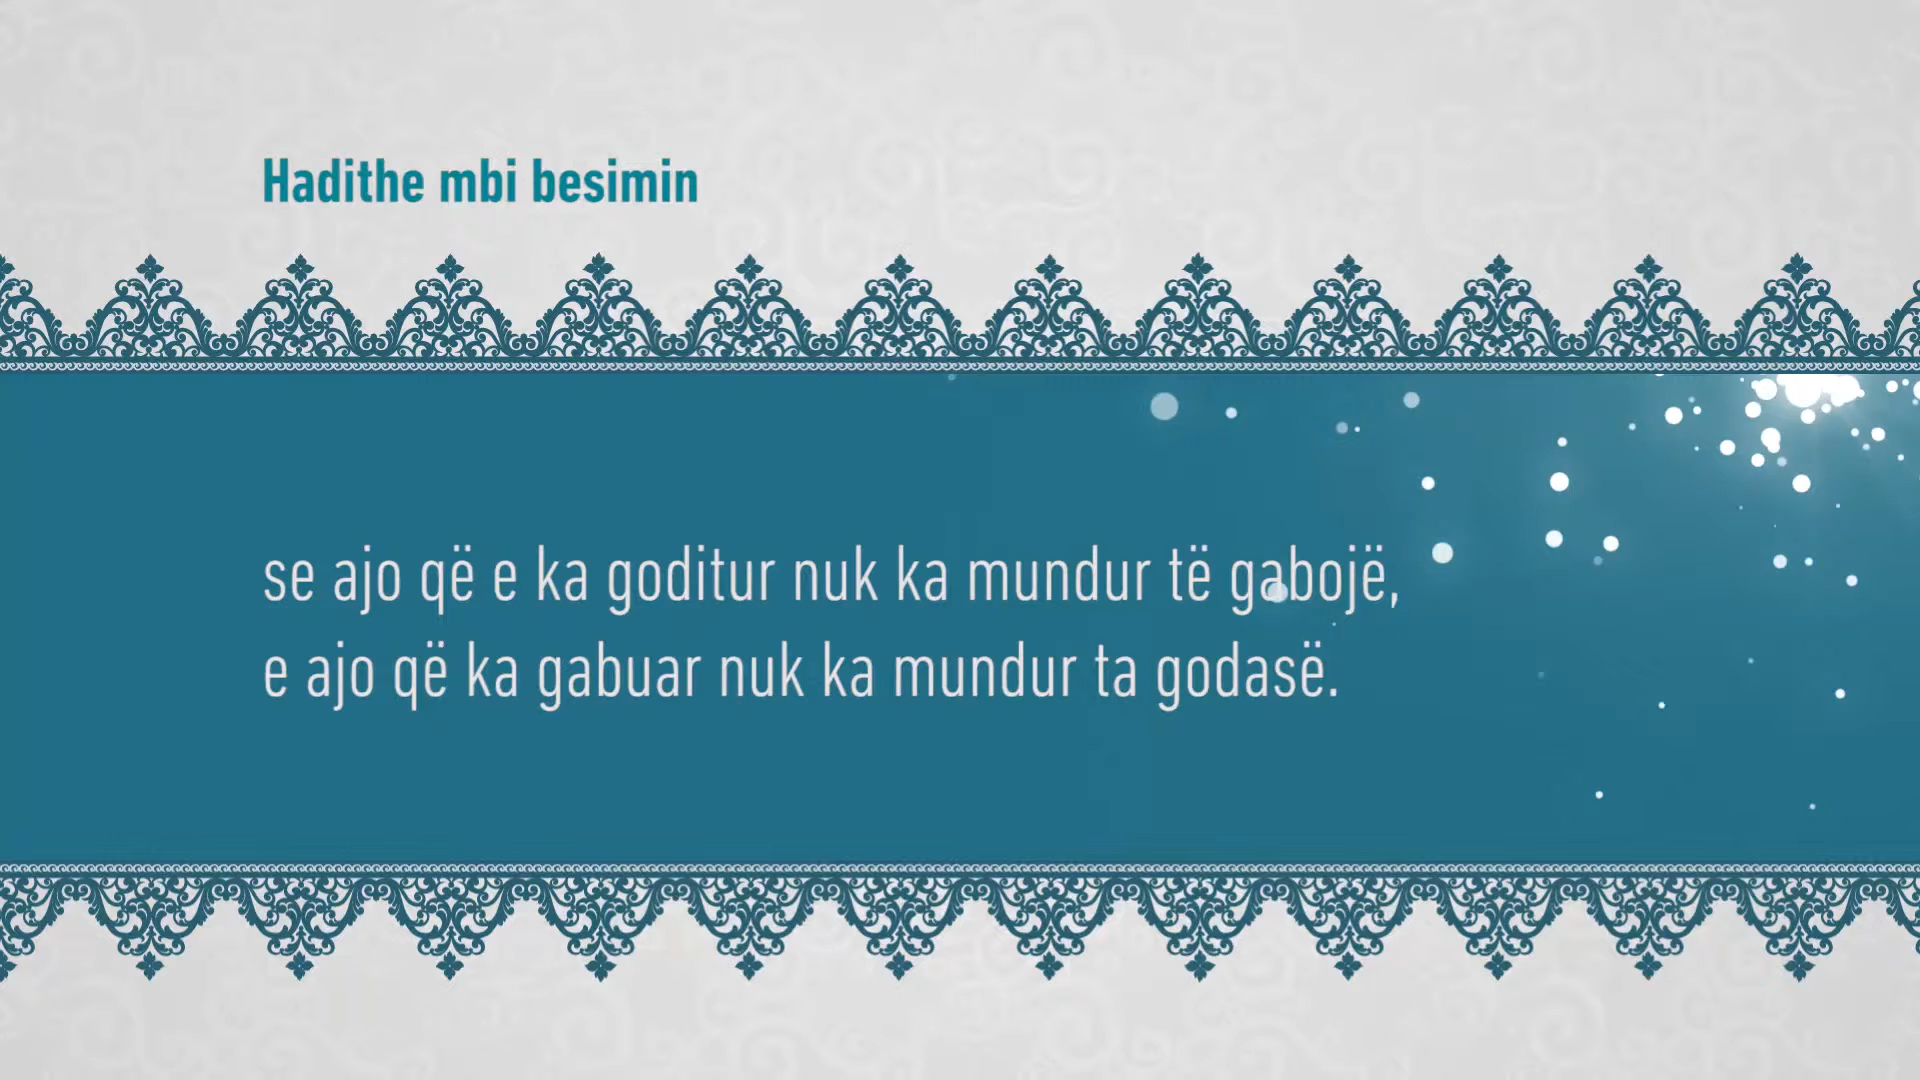 Hadithe mbi besimin
se ajo që e ka goditur nuk ka mundur të gabojë,
e ajo që ka gabuar nuk ka mundur ta godasë.